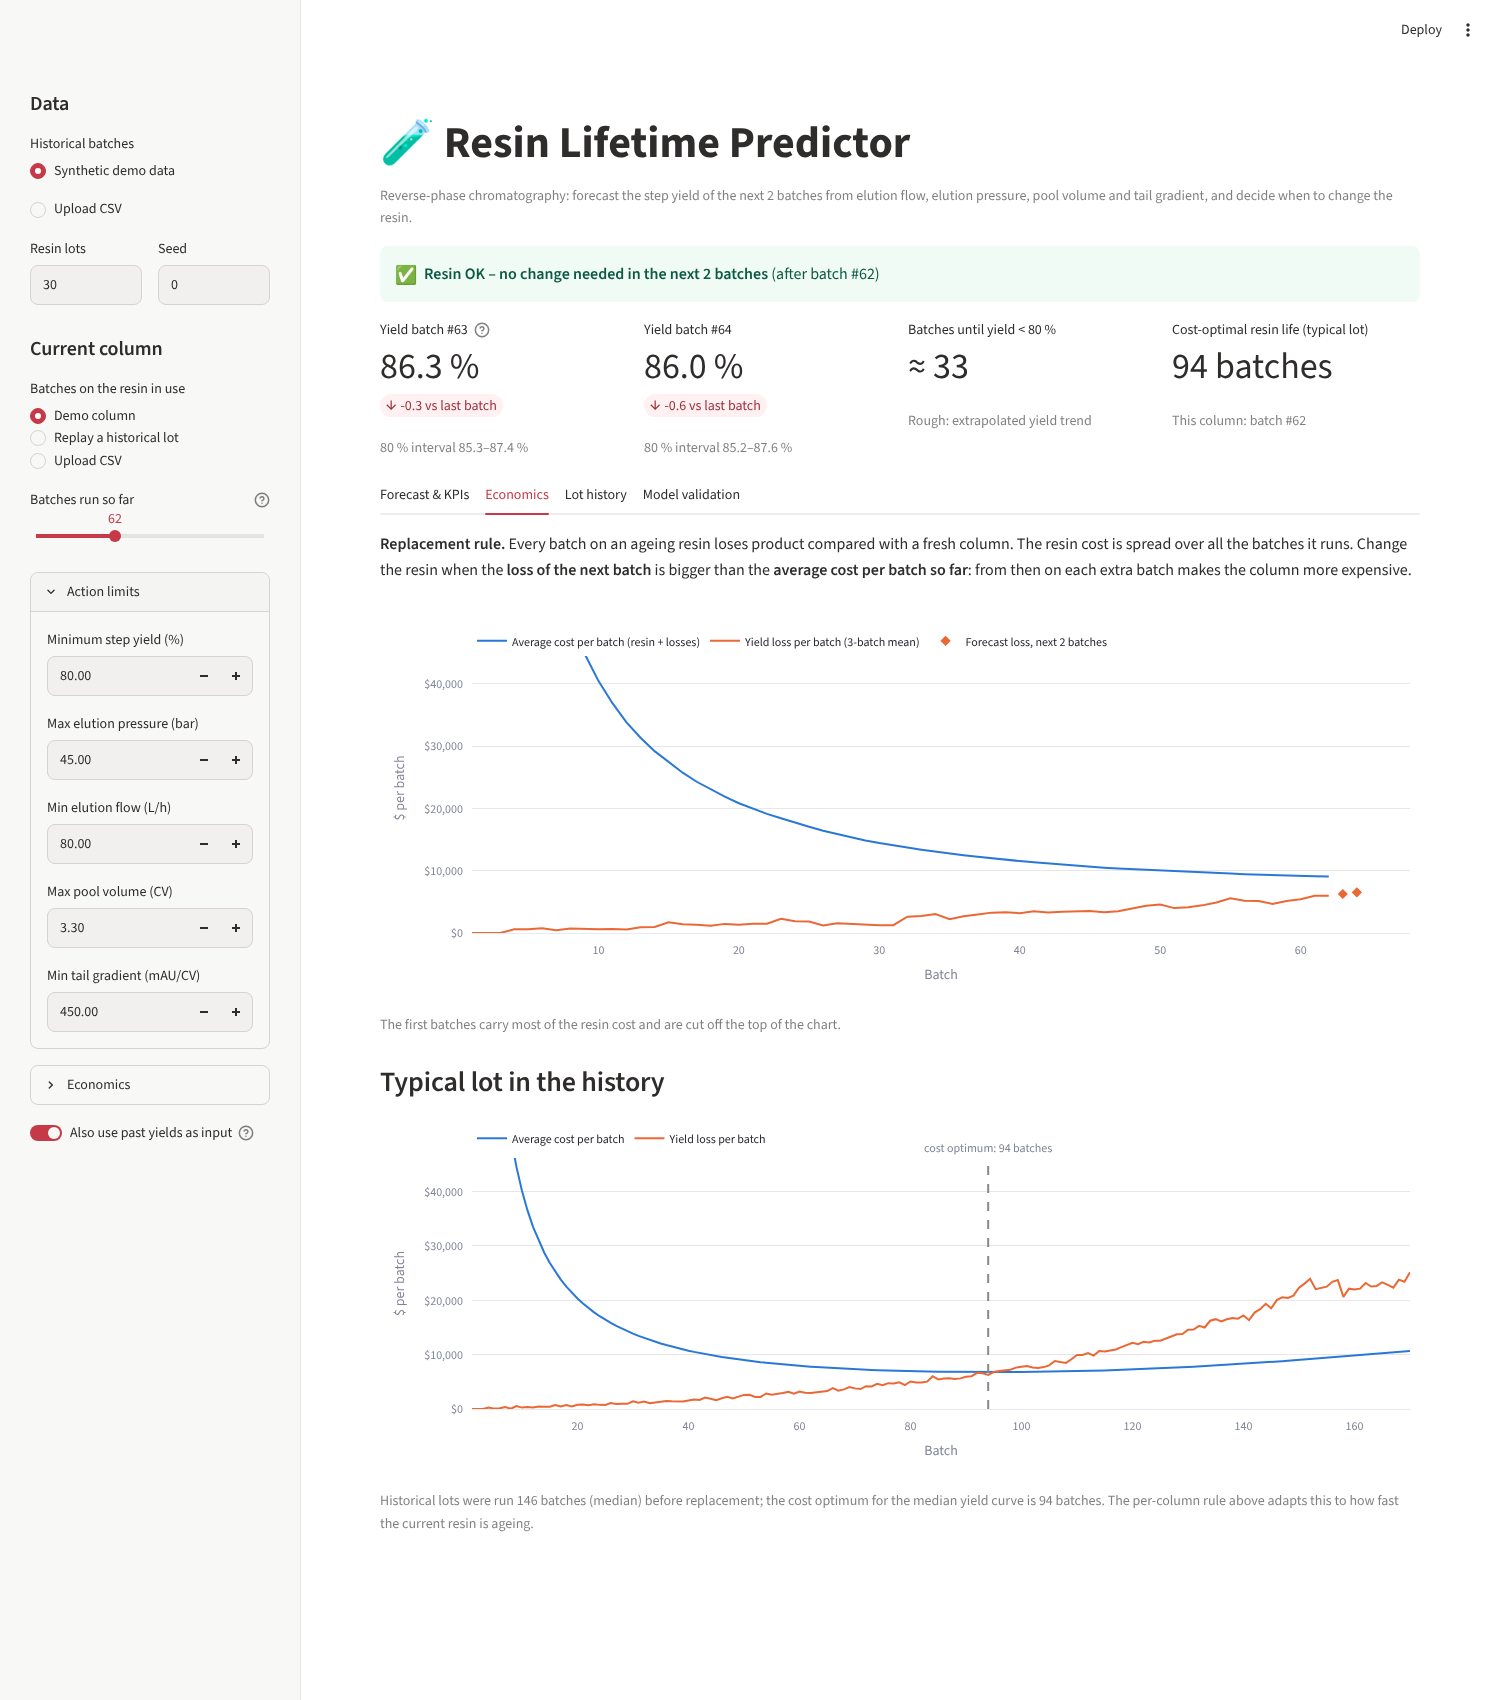 Deploy
Data
Historical batches
Synthetic demo data
Upload CSV
Resin lots
Seed
30
0
Current column
Batches on the resin in use
Demo column
Replay a historical lot
Upload CSV
Batches run so far
62
Action limits
Minimum step yield (%)
80.00
Max elution pressure (bar)
45.00
Min elution flow (L/h)
80.00
Max pool volume (CV)
3.30
Min tail gradient (mAU/CV)
450.00
Economics
Also use past yields as input
Resin Lifetime Predictor
Reverse-phase chromatography: forecast the step yield of the next 2 batches from elution flow, elution pressure, pool volume and tail gradient, and decide when to change the
resin.
Resin OK – no change needed in the next 2 batches (after batch #62)
Yield batch #63
86.3 %
↓ -0.3 vs last batch
80 % interval 85.3–87.4 %
Yield batch #64
86.0 %
↓ -0.6 vs last batch
80 % interval 85.2–87.6 %
Batches until yield < 80 %
≈ 33
Rough: extrapolated yield trend
Cost-optimal resin life (typical lot)
94 batches
This column: batch #62
Forecast & KPIs
Economics
Lot history
Model validation
Replacement rule. Every batch on an ageing resin loses product compared with a fresh column. The resin cost is spread over all the batches it runs. Change
the resin when the loss of the next batch is bigger than the average cost per batch so far: from then on each extra batch makes the column more expensive.
Average cost per batch (resin + losses)
Yield loss per batch (3-batch mean)
Forecast loss, next 2 batches
$ per batch
$40,000
$30,000
$20,000
$10,000
$0
10
20
30
40
50
60
Batch
The first batches carry most of the resin cost and are cut off the top of the chart.
Typical lot in the history
Average cost per batch
Yield loss per batch
cost optimum: 94 batches
$ per batch
$40,000
$30,000
$20,000
$10,000
$0
20
40
60
80
100
120
140
160
Batch
Historical lots were run 146 batches (median) before replacement; the cost optimum for the median yield curve is 94 batches. The per-column rule above adapts this to how fast
the current resin is ageing.